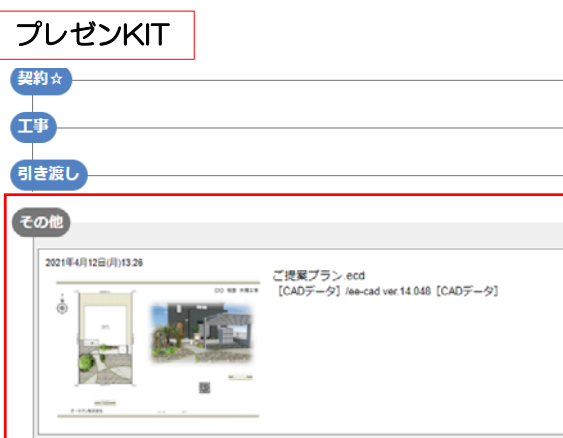 プレゼンKIT
契約☆
工事
引き渡し
その他
2021年4月12日(月)13:26
ご提案プラン.ecd
[CADデータ] /ee-cad ver.14.048 [CADデータ]